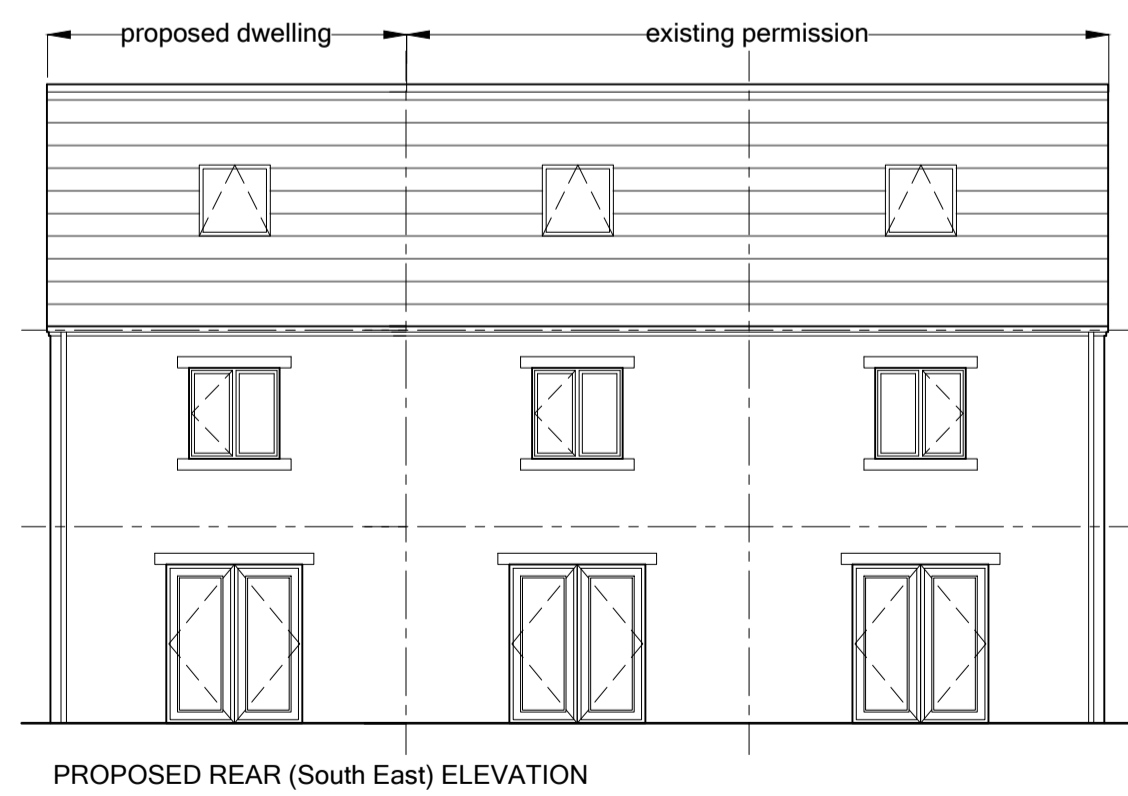 proposed dwelling
existing permission
PROPOSED REAR (South East) ELEVATION